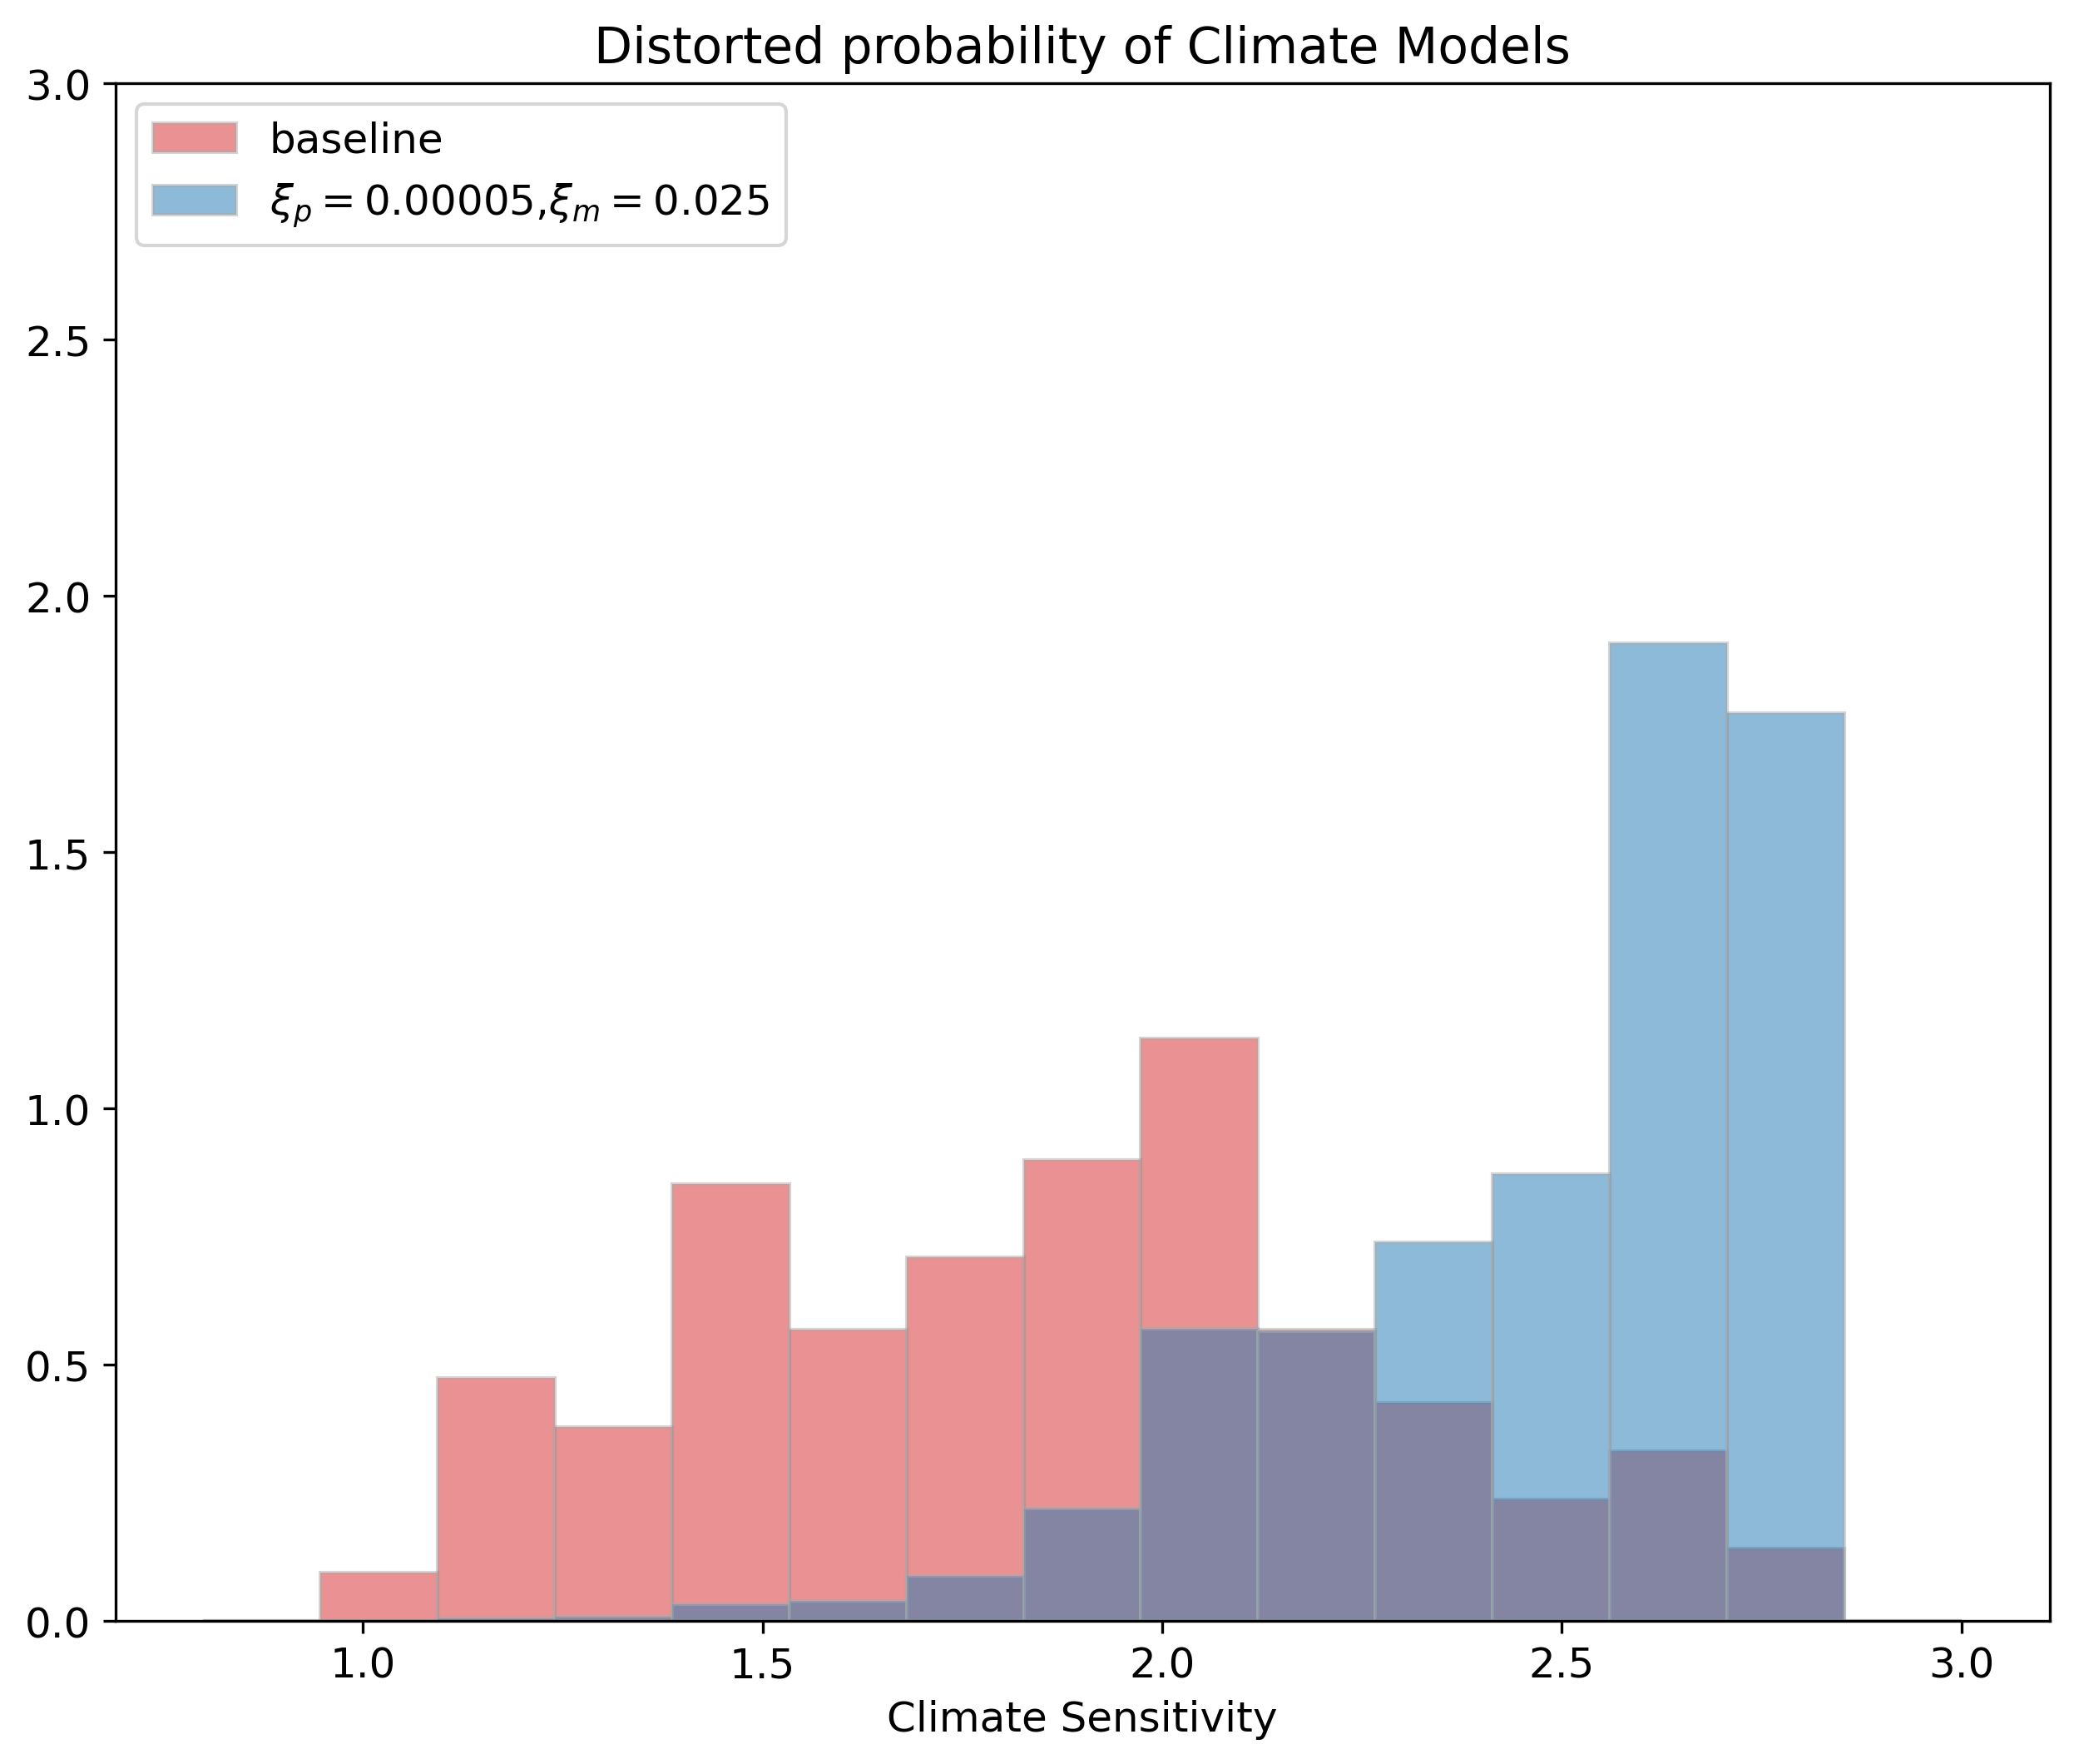 Distorted probability of Climate Models
3.0
2.5
2.0
1.5
1.0
0.5
0.0
baseline
ξₚ = 0.00005,ξₘ = 0.025
1.0 1.5 2.0 2.5 3.0
Climate Sensitivity